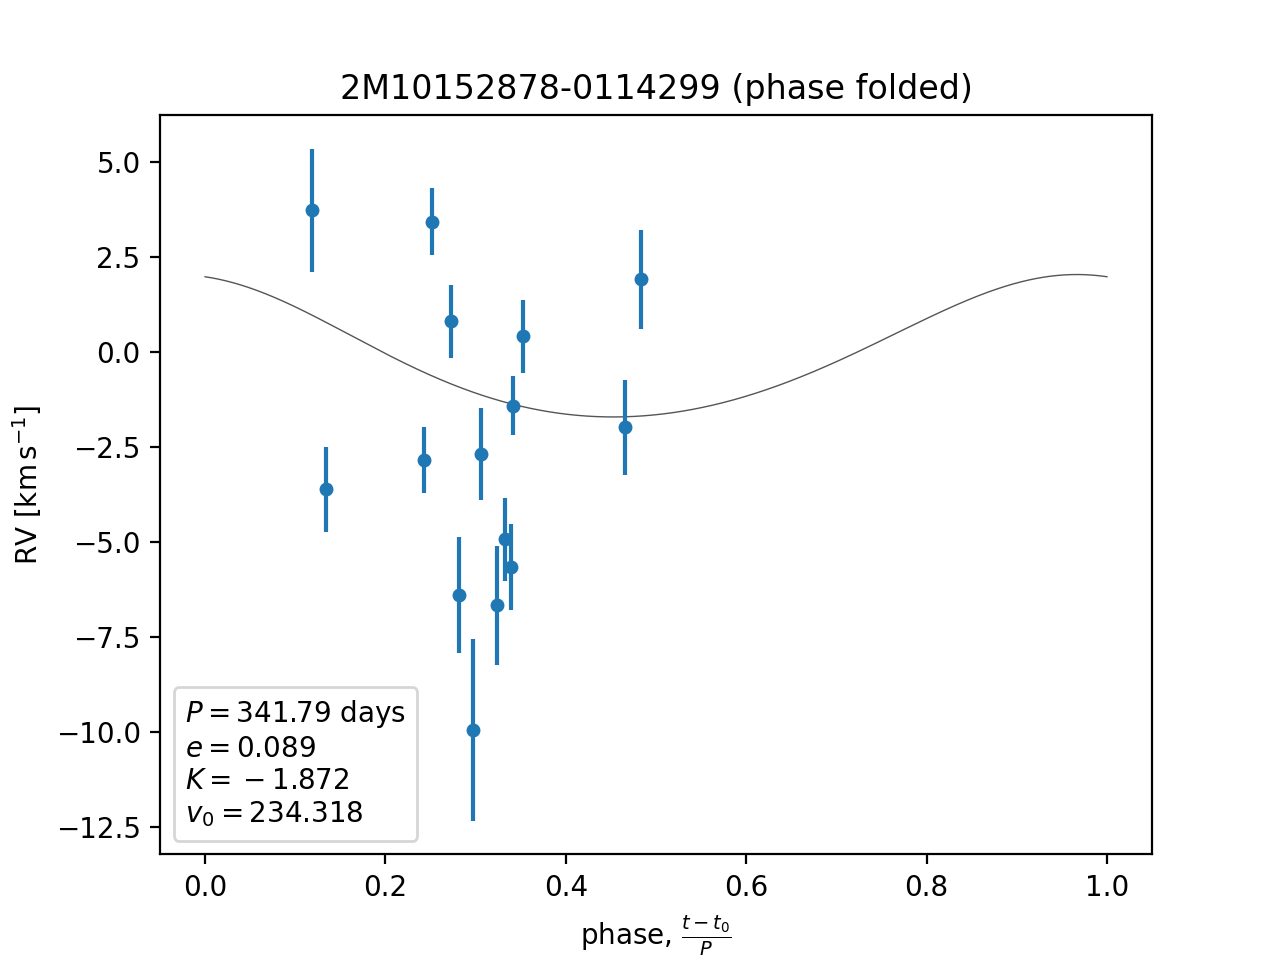 2M10152878-0114299 (phase folded)
5.0
2.5
0.0
−2.5
−5.0
−7.5
−10.0
−12.5
RV [km s⁻¹]
P = 341.79 days
e = 0.089
K = −1.872
v₀ = 234.318
0.0 0.2 0.4 0.6 0.8 1.0
phase, (t − t₀)/P